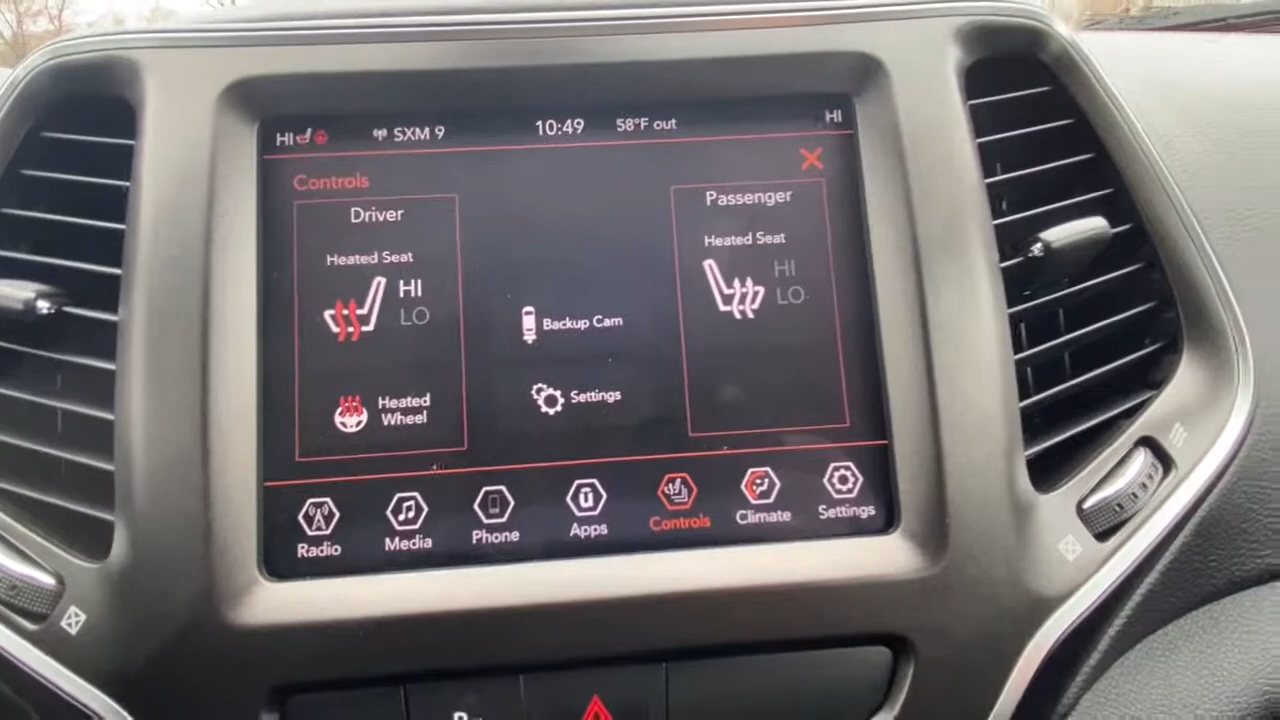 HI
SXM 9
10:49
58°F out
HI
Controls
Driver
Heated Seat
HI
LO
Heated
Wheel
Backup Cam
Settings
Passenger
Heated Seat
HI
LO
Radio
Media
Phone
Apps
Controls
Climate
Settings